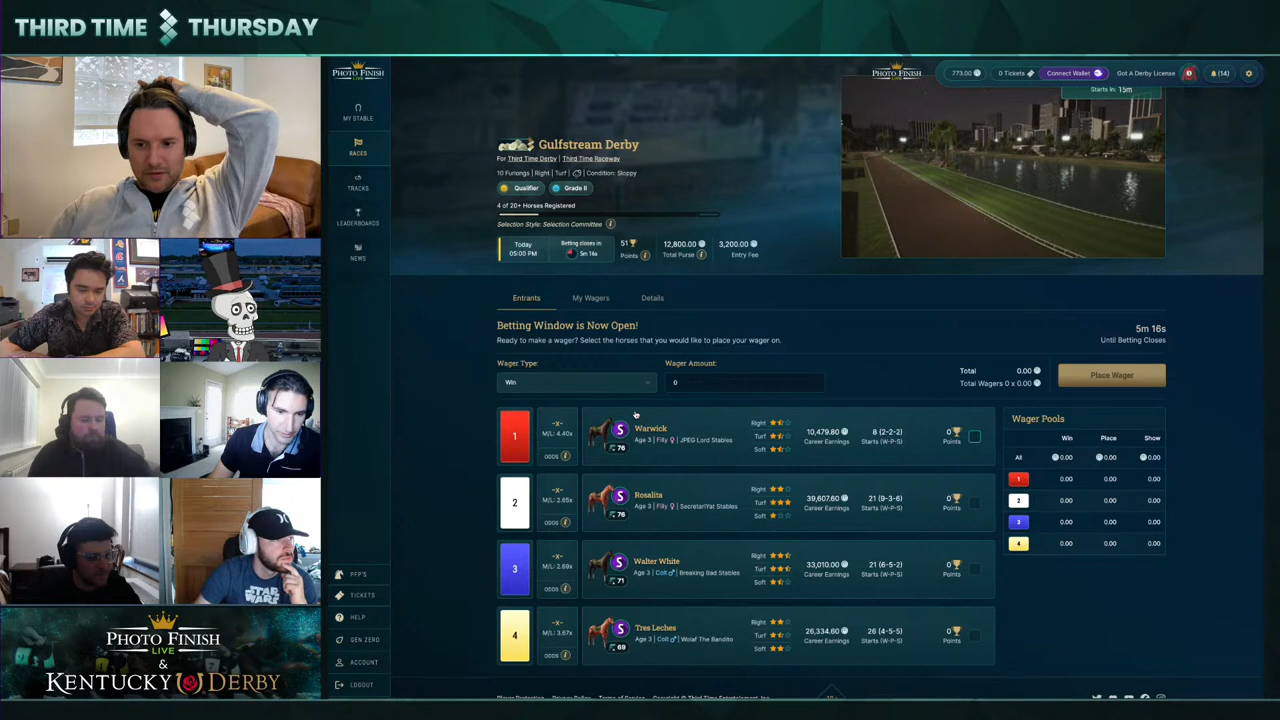 THIRD TIME THURSDAY
PHOTO FINISH
LIVE
MY STABLE
RACES
TRACKS
LEADERBOARDS
NEWS
PFP'S
TICKETS
HELP
GEN ZERO
ACCOUNT
LOGOUT
PHOTO FINISH
LIVE
773.00
0 Tickets
Connect Wallet
Got A Derby License
(14)
Starts In: 15m
Gulfstream Derby
For Third Time Derby | Third Time Raceway
10 Furlongs | Right | Turf | Condition: Sloppy
Qualifier
Grade II
4 of 20+ Horses Registered
Selection Style: Selection Committee
Today
05:00 PM
Betting closes in:
5m 16s
51
Points
12,800.00
Total Purse
3,200.00
Entry Fee
Entrants
My Wagers
Details
Betting Window is Now Open!
Ready to make a wager? Select the horses that you would like to place your wager on.
5m 16s
Until Betting Closes
Wager Type:
Win
Wager Amount:
0
Total 0.00
Total Wagers 0 x 0.00
Place Wager
1
-x-
M/L: 4.40x
ODDS
S
76
Warwick
Age 3 | Filly | JPEG Lord Stables
Right
Turf
Soft
10,479.80
Career Earnings
8 (2-2-2)
Starts (W-P-S)
0
Points
2
-x-
M/L: 2.65x
ODDS
S
76
Rosalita
Age 3 | Filly | SecretariYat Stables
Right
Turf
Soft
39,607.60
Career Earnings
21 (9-3-6)
Starts (W-P-S)
0
Points
3
-x-
M/L: 2.69x
ODDS
S
71
Walter White
Age 3 | Colt | Breaking Bad Stables
Right
Turf
Soft
33,010.00
Career Earnings
21 (6-5-2)
Starts (W-P-S)
0
Points
4
-x-
M/L: 3.67x
ODDS
S
69
Tres Leches
Age 3 | Colt | Wolaf The Bandito
Right
Turf
Soft
26,334.60
Career Earnings
26 (4-5-5)
Starts (W-P-S)
0
Points
Wager Pools
Win Place Show
All 0.00 0.00 0.00
1 0.00 0.00 0.00
2 0.00 0.00 0.00
3 0.00 0.00 0.00
4 0.00 0.00 0.00
PHOTO FINISH
LIVE
&
KENTUCKY DERBY
STAR WARS